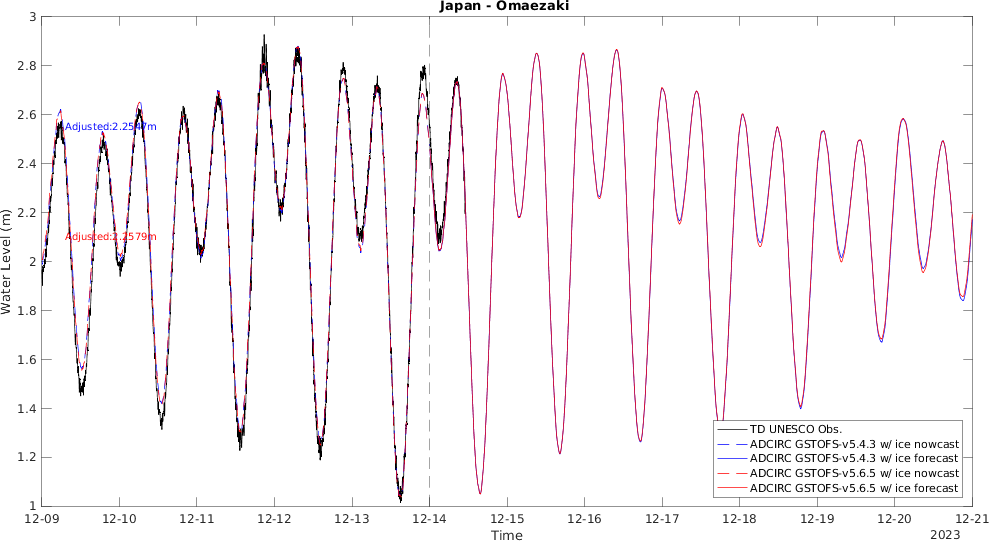 Japan - Omaezaki
3
2.8
2.6
2.4
2.2
2
1.8
1.6
1.4
1.2
1
Water Level (m)
Adjusted:2.2547m
Adjusted:2.2579m
TD UNESCO Obs.
ADCIRC GSTOFS-v5.4.3 w/ ice nowcast
ADCIRC GSTOFS-v5.4.3 w/ ice forecast
ADCIRC GSTOFS-v5.6.5 w/ ice nowcast
ADCIRC GSTOFS-v5.6.5 w/ ice forecast
12-09 12-10 12-11 12-12 12-13 12-14 12-15 12-16 12-17 12-18 12-19 12-20 12-21
Time
2023